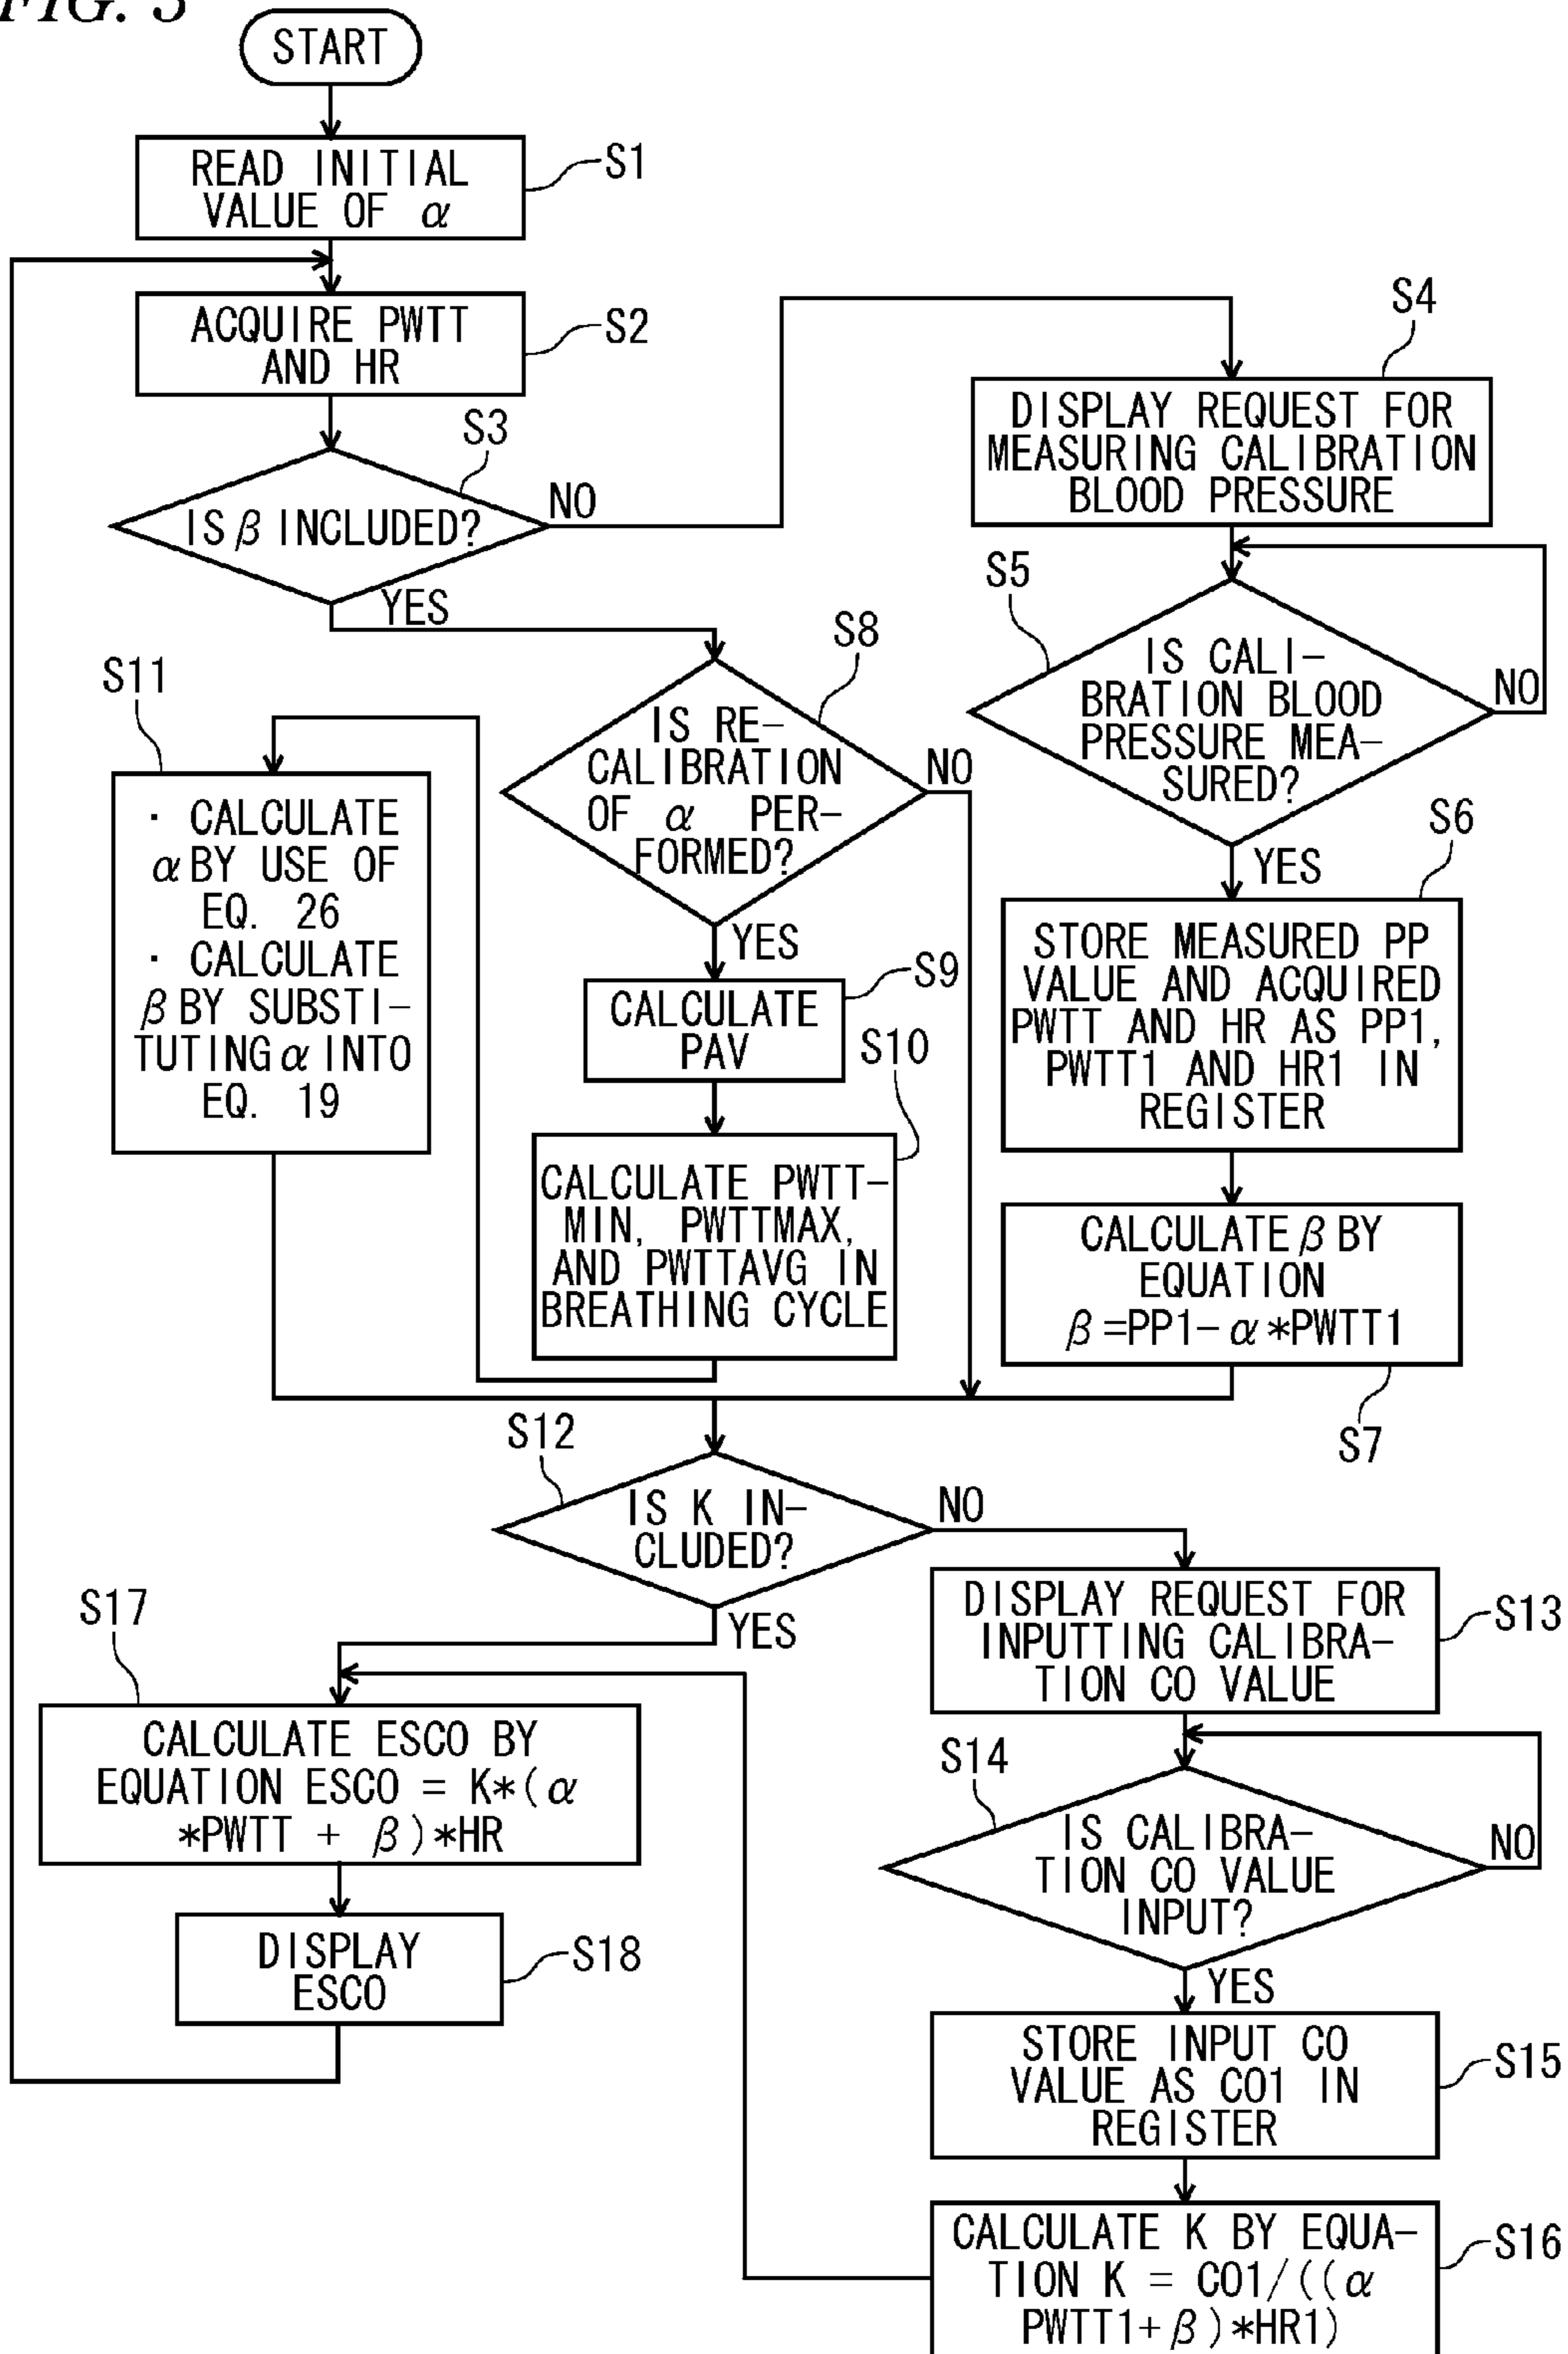 FIG. 5
START
READ INITIAL
VALUE OF α
S1
ACQUIRE PWTT
AND HR
S2
S3
IS β INCLUDED?
NO
YES
S4
DISPLAY REQUEST FOR
MEASURING CALIBRATION
BLOOD PRESSURE
S5
IS CALI-
BRATION BLOOD
PRESSURE MEA-
SURED?
NO
YES
S6
STORE MEASURED PP
VALUE AND ACQUIRED
PWTT AND HR AS PP1,
PWTT1 AND HR1 IN
REGISTER
CALCULATE β BY
EQUATION
β=PP1-α*PWTT1
S7
S8
IS RE-
CALIBRATION
OF α PER-
FORMED?
NO
YES
S9
CALCULATE
PAV
S10
CALCULATE PWTT-
MIN, PWTTMAX,
AND PWTTAVG IN
BREATHING CYCLE
S11
· CALCULATE
α BY USE OF
EQ. 26
· CALCULATE
β BY SUBSTI-
TUTING α INTO
EQ. 19
S12
IS K IN-
CLUDED?
NO
YES
DISPLAY REQUEST FOR
INPUTTING CALIBRA-
TION CO VALUE
S13
S14
IS CALIBRA-
TION CO VALUE
INPUT?
NO
YES
STORE INPUT CO
VALUE AS CO1 IN
REGISTER
S15
CALCULATE K BY EQUA-
TION K = CO1/((α
PWTT1+β)*HR1)
S16
S17
CALCULATE ESCO BY
EQUATION ESCO = K*(α
*PWTT + β)*HR
DISPLAY
ESCO
S18